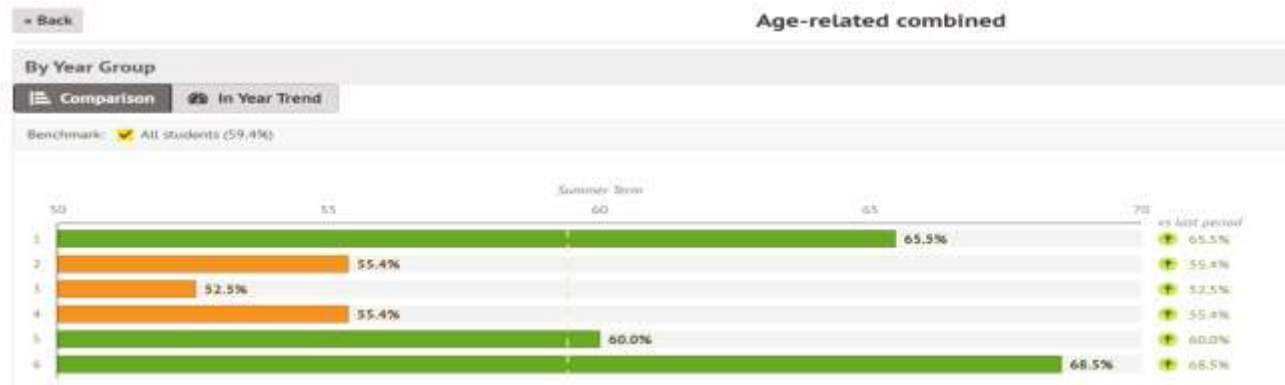 « Back
Age-related combined
By Year Group
Comparison In Year Trend
Benchmark: All students (59.4%)
Summer Term
50 55 60 65 70
vs last period
1 65.5% 65.5%
2 55.4% 55.4%
3 52.5% 52.5%
4 55.4% 55.4%
5 60.0% 60.0%
6 68.5% 68.5%